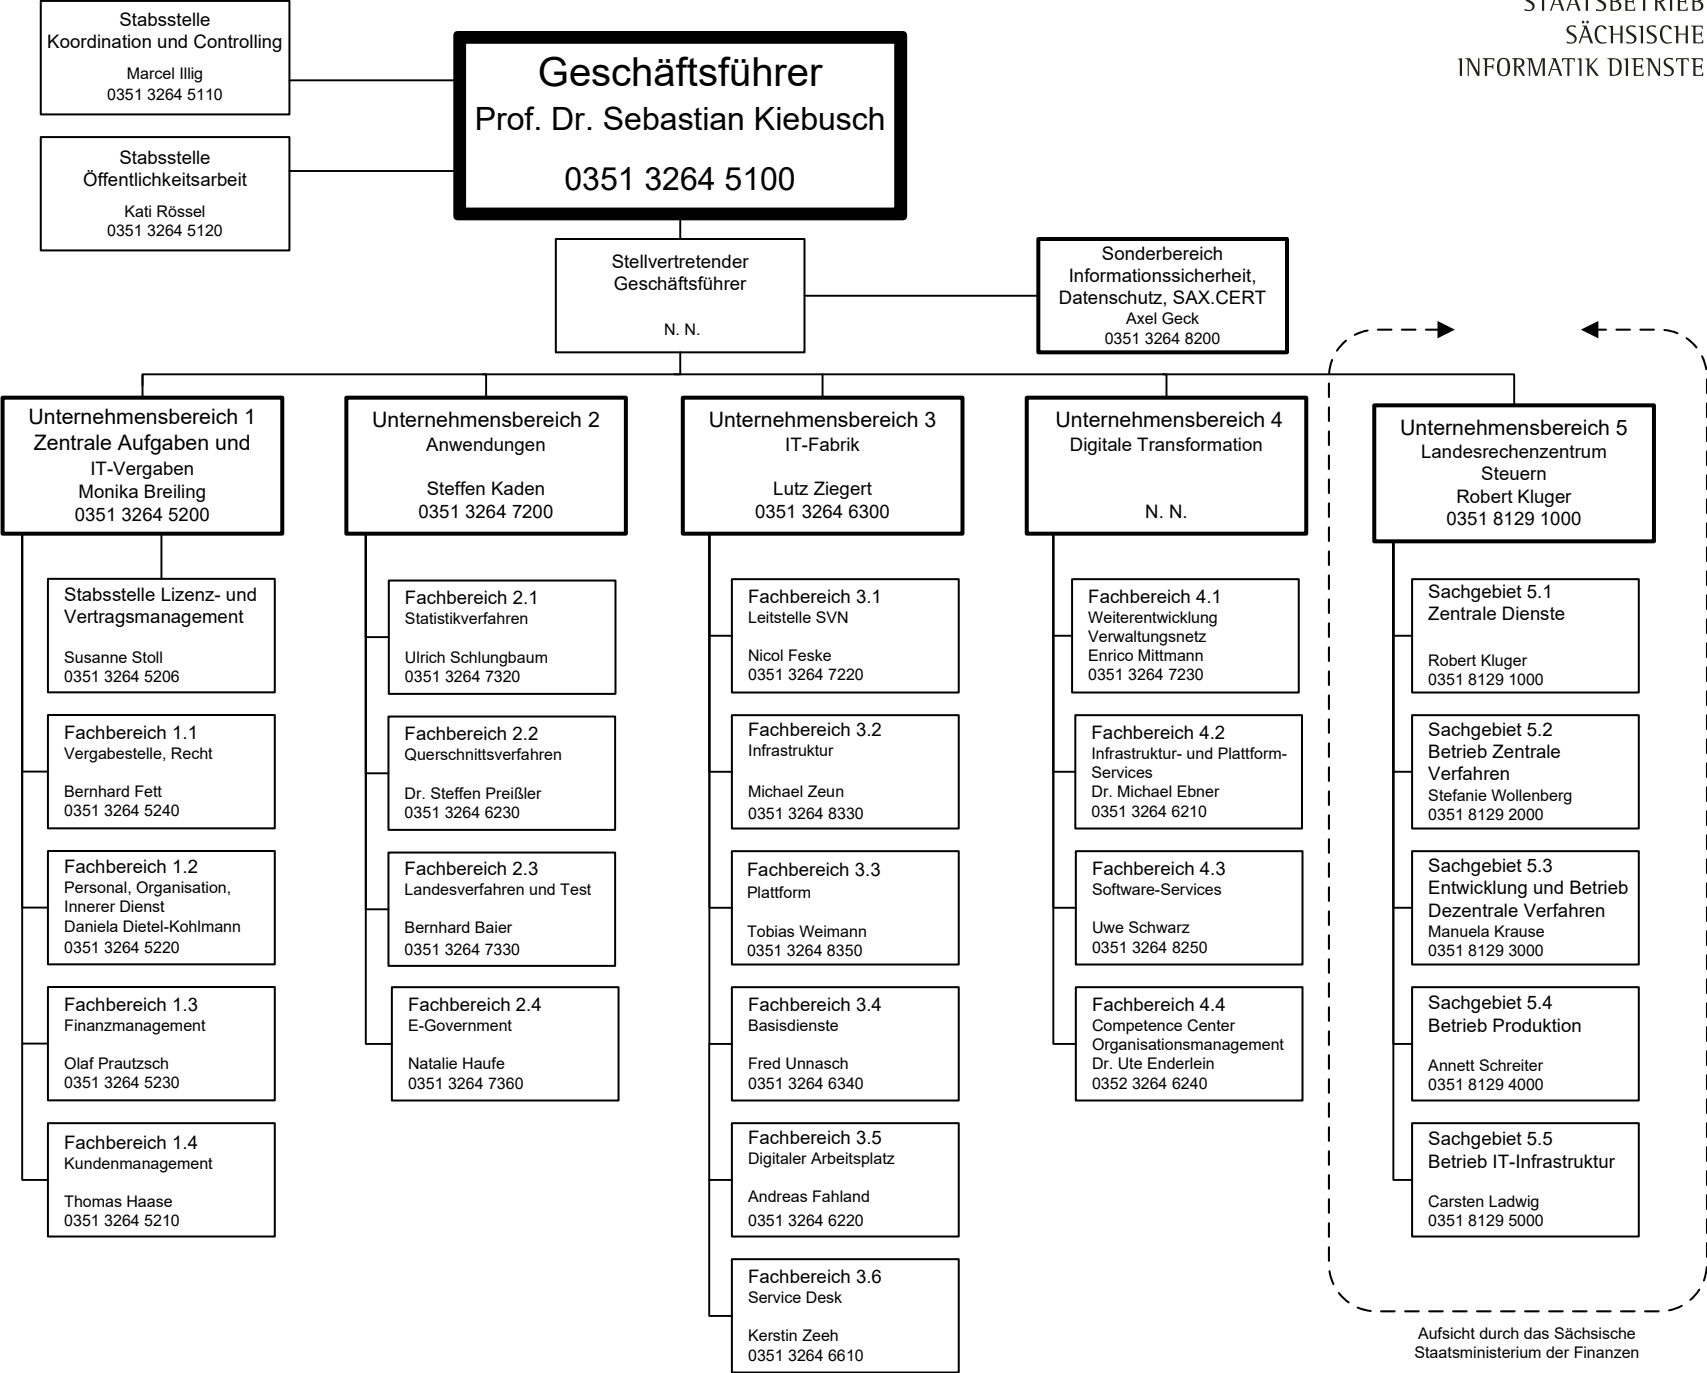 STAATSBETRIEB
SÄCHSISCHE
INFORMATIK DIENSTE
Stabsstelle
Koordination und Controlling
Marcel Illig
0351 3264 5110
Stabsstelle
Öffentlichkeitsarbeit
Kati Rössel
0351 3264 5120
Geschäftsführer
Prof. Dr. Sebastian Kiebusch
0351 3264 5100
Stellvertretender
Geschäftsführer
N. N.
Sonderbereich
Informationssicherheit,
Datenschutz, SAX.CERT
Axel Geck
0351 3264 8200
Unternehmensbereich 1
Zentrale Aufgaben und
IT-Vergaben
Monika Breiling
0351 3264 5200
Stabsstelle Lizenz- und
Vertragsmanagement
Susanne Stoll
0351 3264 5206
Fachbereich 1.1
Vergabestelle, Recht
Bernhard Fett
0351 3264 5240
Fachbereich 1.2
Personal, Organisation,
Innerer Dienst
Daniela Dietel-Kohlmann
0351 3264 5220
Fachbereich 1.3
Finanzmanagement
Olaf Prautzsch
0351 3264 5230
Fachbereich 1.4
Kundenmanagement
Thomas Haase
0351 3264 5210
Unternehmensbereich 2
Anwendungen
Steffen Kaden
0351 3264 7200
Fachbereich 2.1
Statistikverfahren
Ulrich Schlungbaum
0351 3264 7320
Fachbereich 2.2
Querschnittsverfahren
Dr. Steffen Preißler
0351 3264 6230
Fachbereich 2.3
Landesverfahren und Test
Bernhard Baier
0351 3264 7330
Fachbereich 2.4
E-Government
Natalie Haufe
0351 3264 7360
Unternehmensbereich 3
IT-Fabrik
Lutz Ziegert
0351 3264 6300
Fachbereich 3.1
Leitstelle SVN
Nicol Feske
0351 3264 7220
Fachbereich 3.2
Infrastruktur
Michael Zeun
0351 3264 8330
Fachbereich 3.3
Plattform
Tobias Weimann
0351 3264 8350
Fachbereich 3.4
Basisdienste
Fred Unnasch
0351 3264 6340
Fachbereich 3.5
Digitaler Arbeitsplatz
Andreas Fahland
0351 3264 6220
Fachbereich 3.6
Service Desk
Kerstin Zeeh
0351 3264 6610
Unternehmensbereich 4
Digitale Transformation
N. N.
Fachbereich 4.1
Weiterentwicklung
Verwaltungsnetz
Enrico Mittmann
0351 3264 7230
Fachbereich 4.2
Infrastruktur- und Plattform-
Services
Dr. Michael Ebner
0351 3264 6210
Fachbereich 4.3
Software-Services
Uwe Schwarz
0351 3264 8250
Fachbereich 4.4
Competence Center
Organisationsmanagement
Dr. Ute Enderlein
0352 3264 6240
Unternehmensbereich 5
Landesrechenzentrum
Steuern
Robert Kluger
0351 8129 1000
Sachgebiet 5.1
Zentrale Dienste
Robert Kluger
0351 8129 1000
Sachgebiet 5.2
Betrieb Zentrale
Verfahren
Stefanie Wollenberg
0351 8129 2000
Sachgebiet 5.3
Entwicklung und Betrieb
Dezentrale Verfahren
Manuela Krause
0351 8129 3000
Sachgebiet 5.4
Betrieb Produktion
Annett Schreiter
0351 8129 4000
Sachgebiet 5.5
Betrieb IT-Infrastruktur
Carsten Ladwig
0351 8129 5000
Aufsicht durch das Sächsische
Staatsministerium der Finanzen